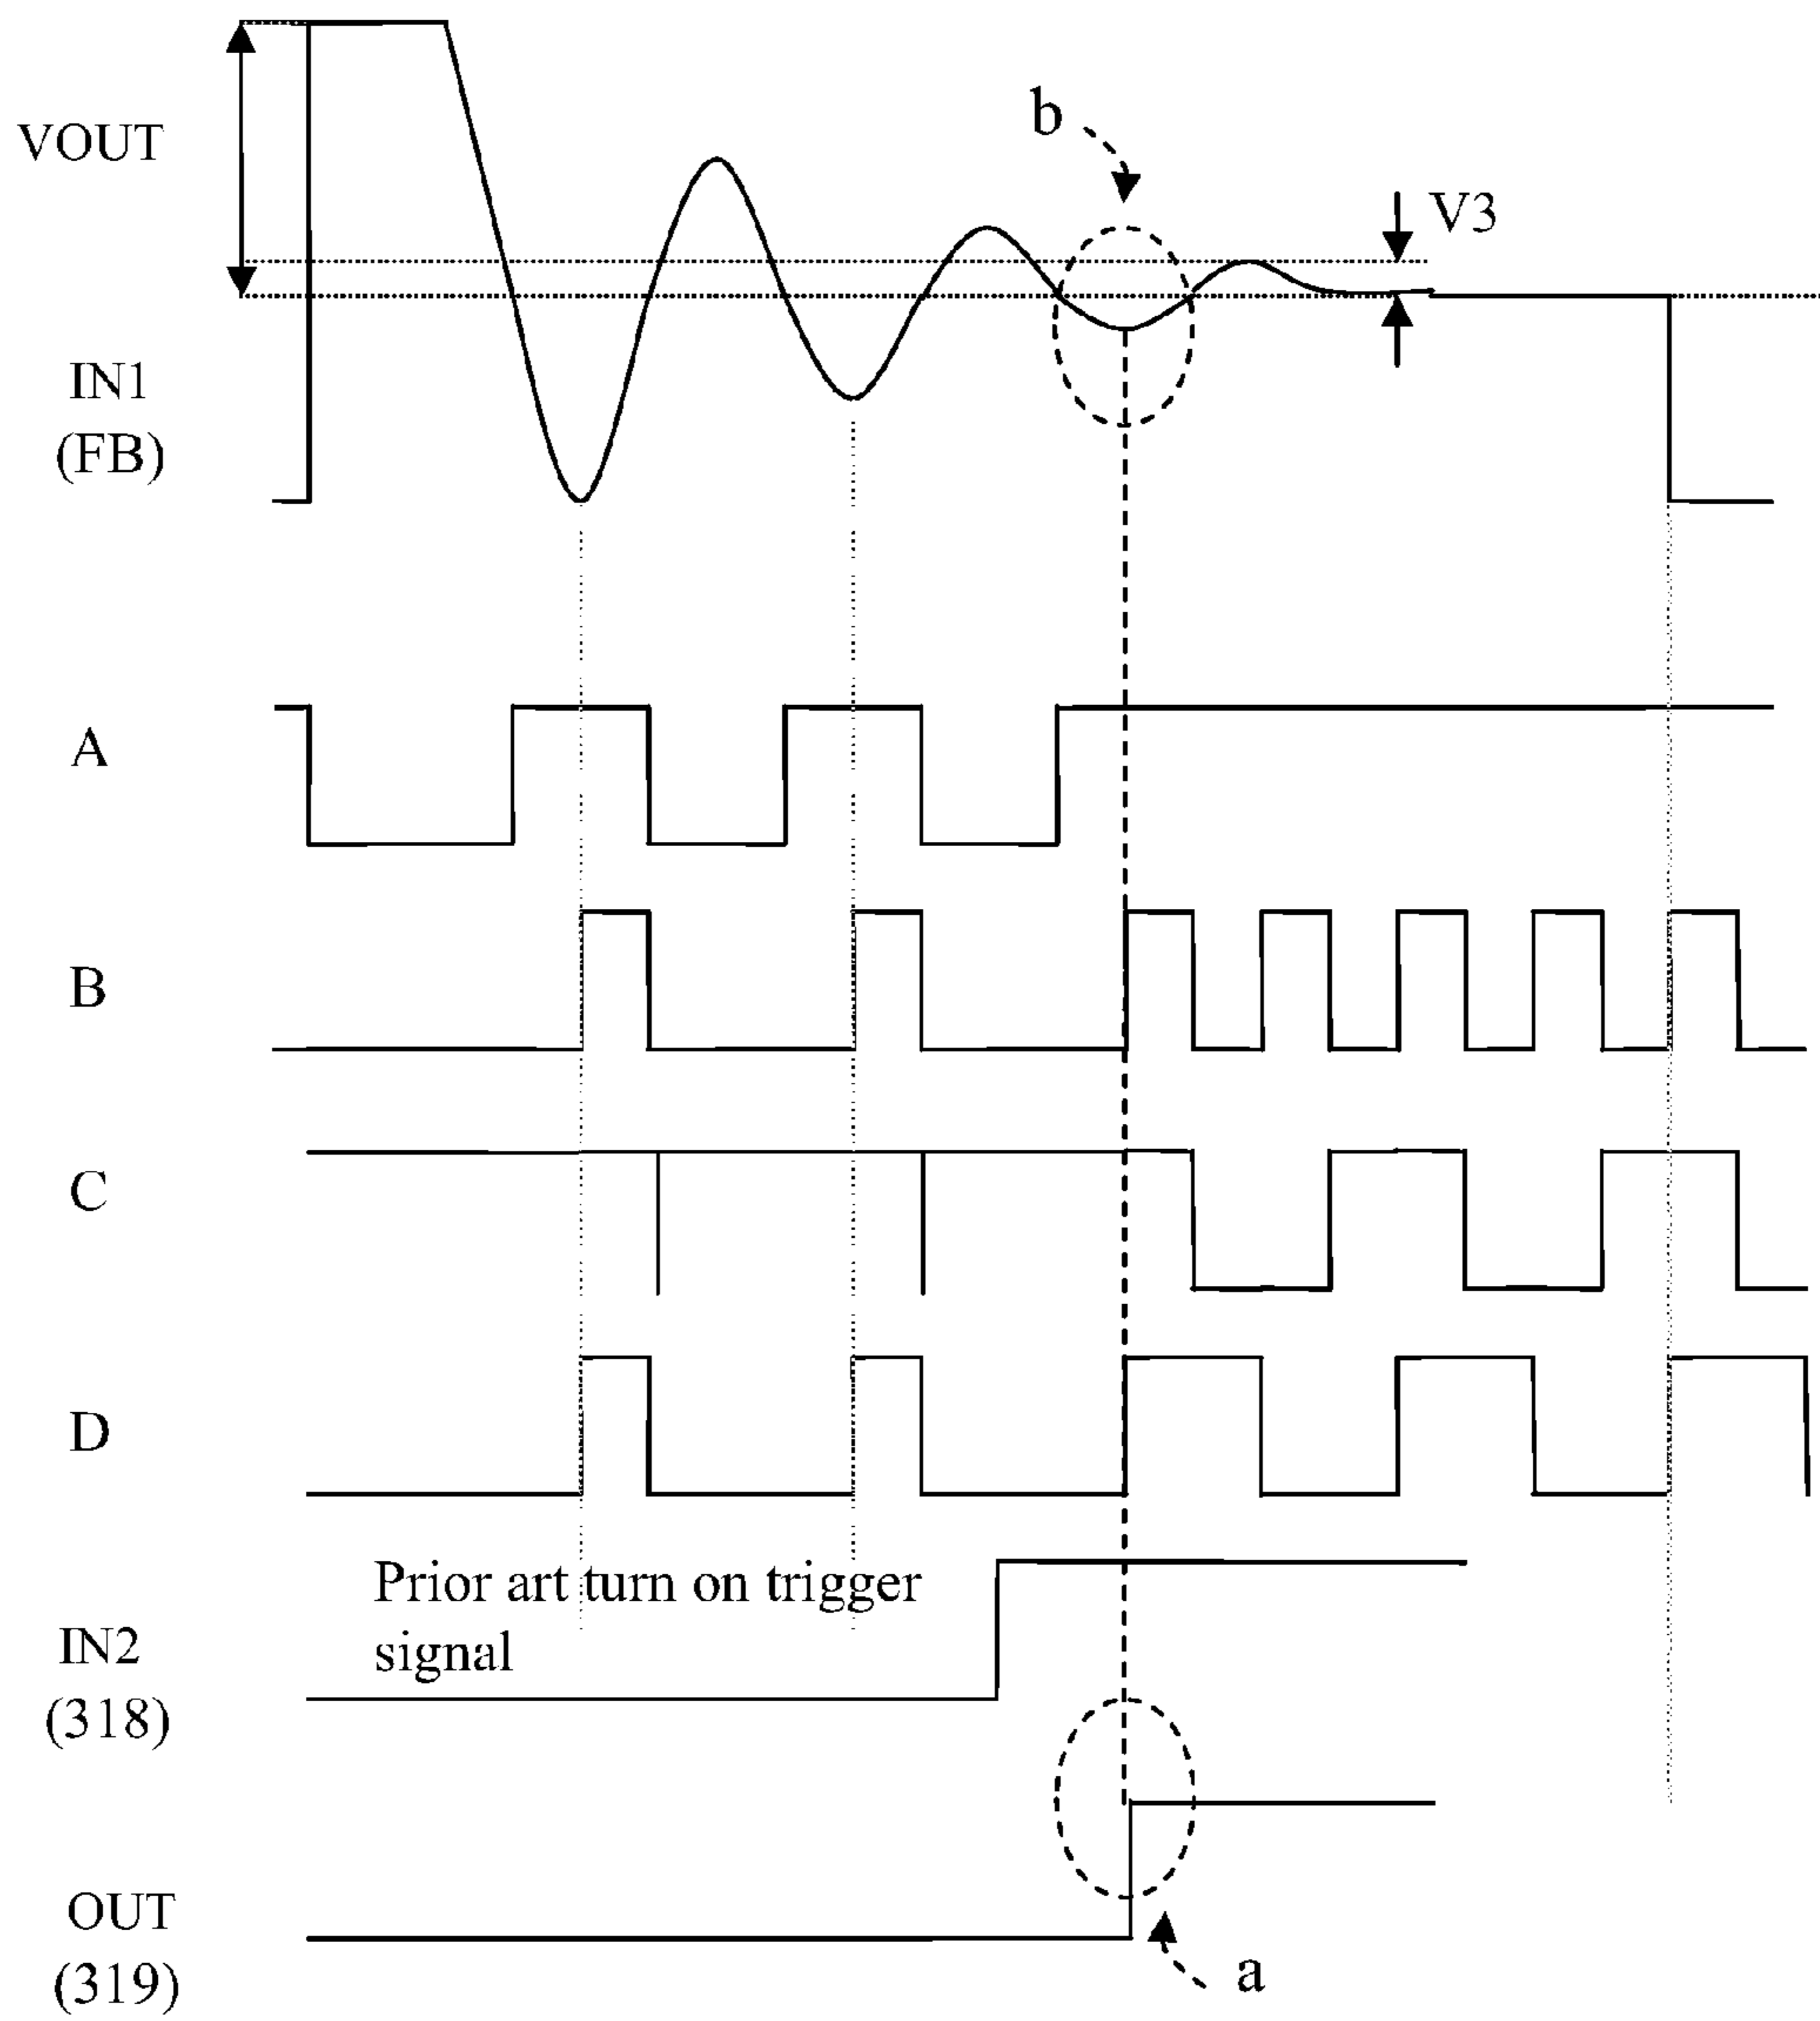 VOUT
b
V3
IN1
(FB)
A
B
C
D
Prior art turn on trigger
signal
IN2
(318)
OUT
(319)
a